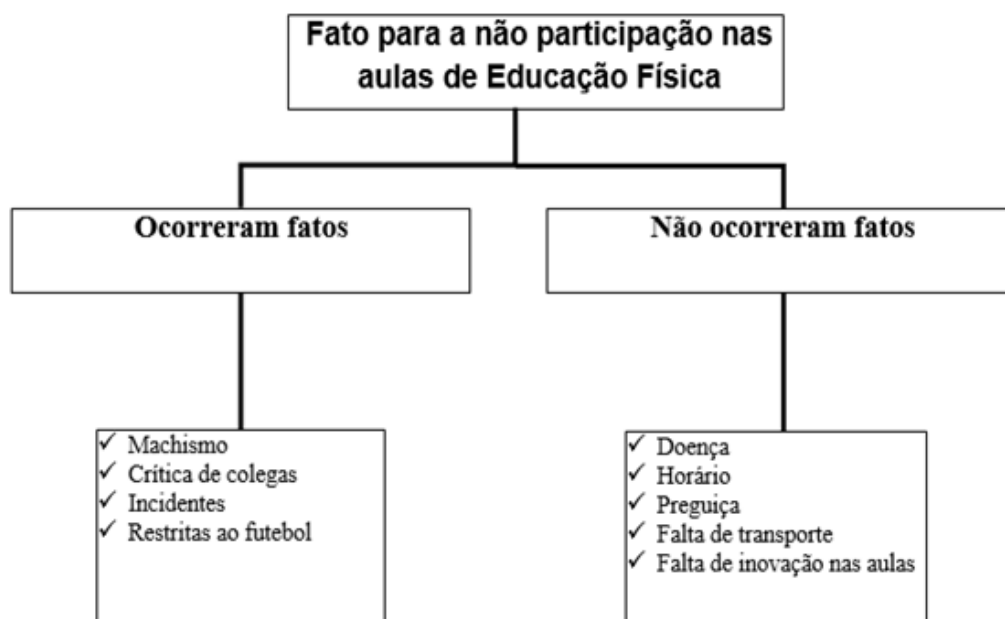 Fato para a não participação nas
aulas de Educação Física
Ocorreram fatos
Não ocorreram fatos
✓ Machismo
✓ Crítica de colegas
✓ Incidentes
✓ Restritas ao futebol
✓ Doença
✓ Horário
✓ Preguiça
✓ Falta de transporte
✓ Falta de inovação nas aulas